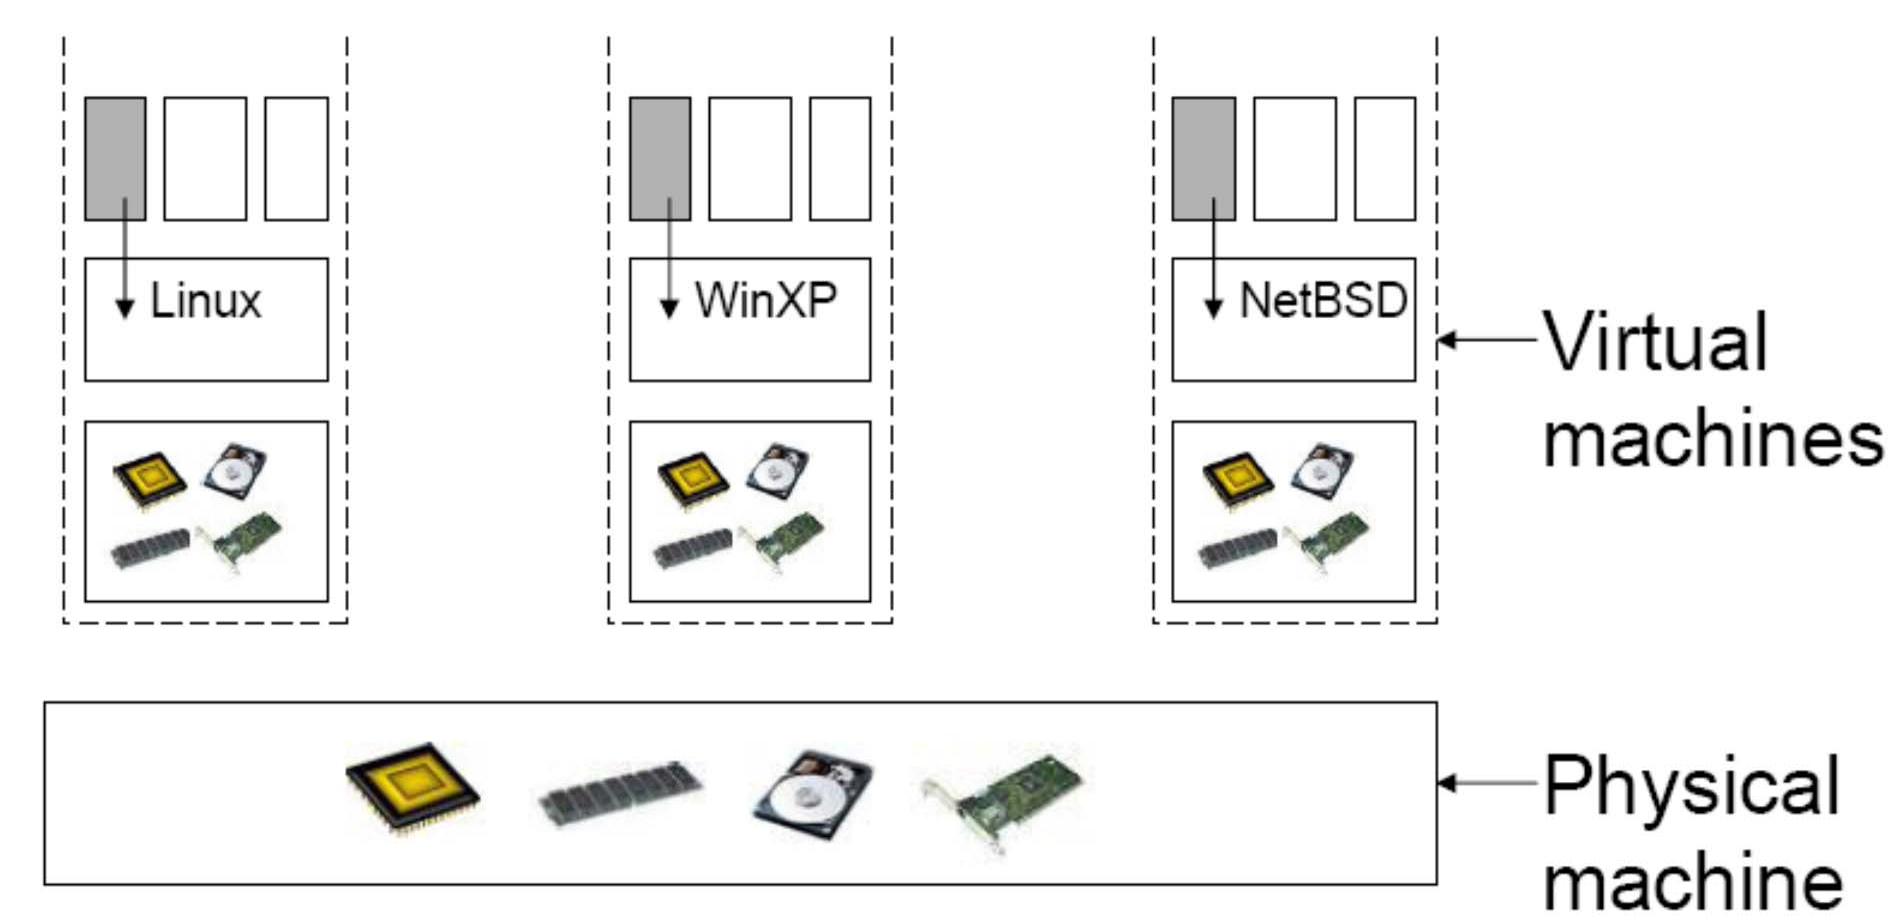 Linux
WinXP
NetBSD
Virtual
machines
Physical
machine